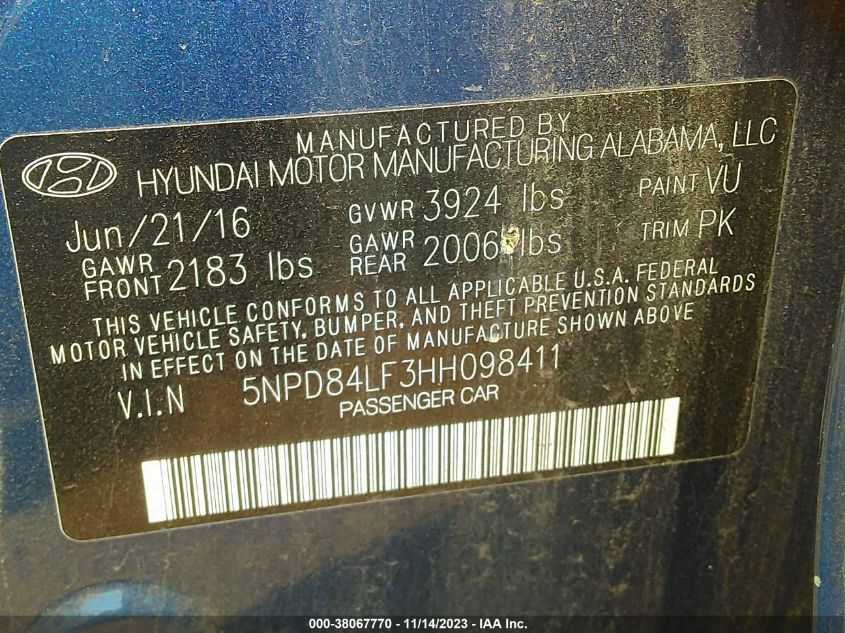 MANUFACTURED BY
HYUNDAI MOTOR MANUFACTURING ALABAMA, LLC
Jun/21/16 GVWR 3924 lbs PAINT VU
GAWR FRONT 2183 lbs GAWR REAR 2006 lbs TRIM PK
THIS VEHICLE CONFORMS TO ALL APPLICABLE U.S.A. FEDERAL
MOTOR VEHICLE SAFETY, BUMPER, AND THEFT PREVENTION STANDARDS
IN EFFECT ON THE DATE OF MANUFACTURE SHOWN ABOVE
V.I.N 5NPD84LF3HH098411
PASSENGER CAR
000-38067770 - 11/14/2023 - IAA Inc.